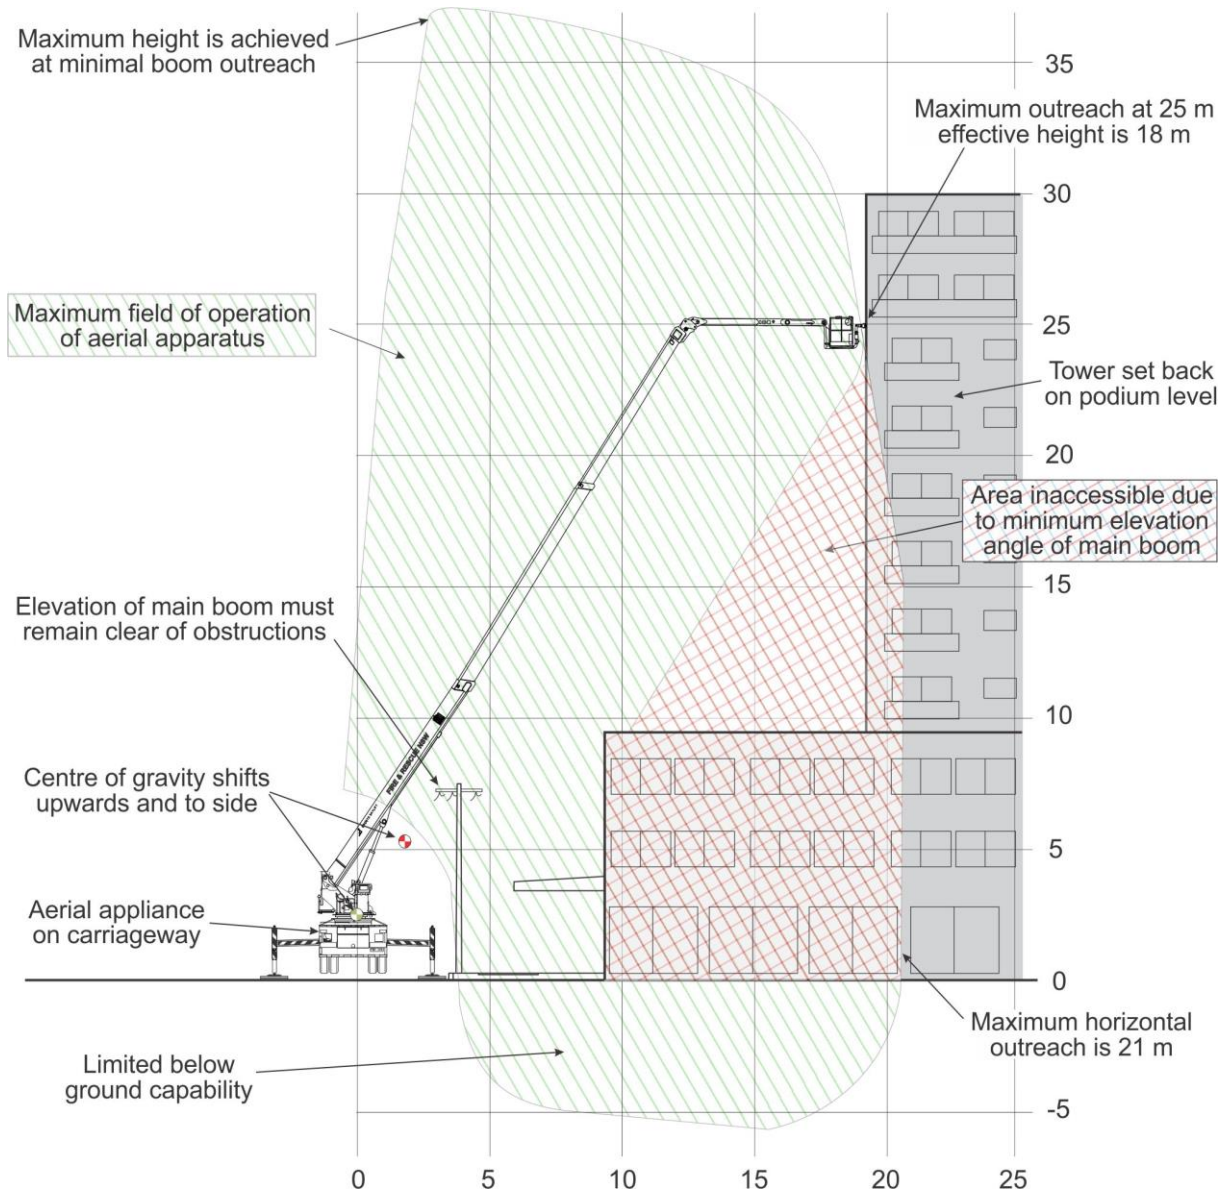 Maximum height is achieved
at minimal boom outreach
35
Maximum outreach at 25 m
effective height is 18 m
30
Maximum field of operation
of aerial apparatus
25
Tower set back
on podium level
20
Area inaccessible due
to minimum elevation
angle of main boom
15
Elevation of main boom must
remain clear of obstructions
10
FIRE & RESCUE NSW
Centre of gravity shifts
upwards and to side
5
Aerial appliance
on carriageway
0
Maximum horizontal
outreach is 21 m
Limited below
ground capability
-5
0 5 10 15 20 25